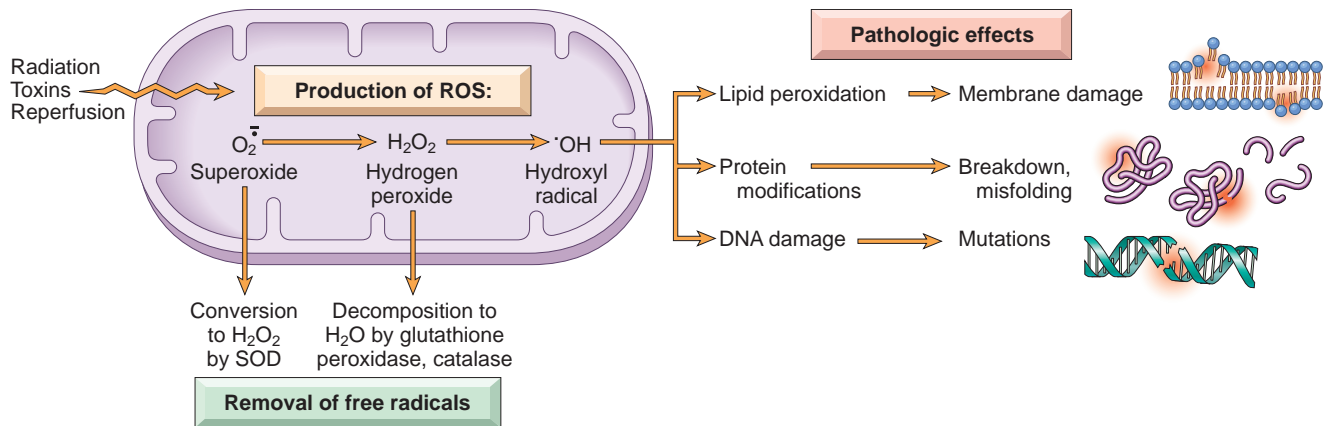 Pathologic effects
Radiation
Toxins
Reperfusion
Production of ROS:
O₂•̄
Superoxide
H₂O₂
Hydrogen
peroxide
•OH
Hydroxyl
radical
Lipid peroxidation
Membrane damage
Protein
modifications
Breakdown,
misfolding
DNA damage
Mutations
Conversion
to H₂O₂
by SOD
Decomposition to
H₂O by glutathione
peroxidase, catalase
Removal of free radicals